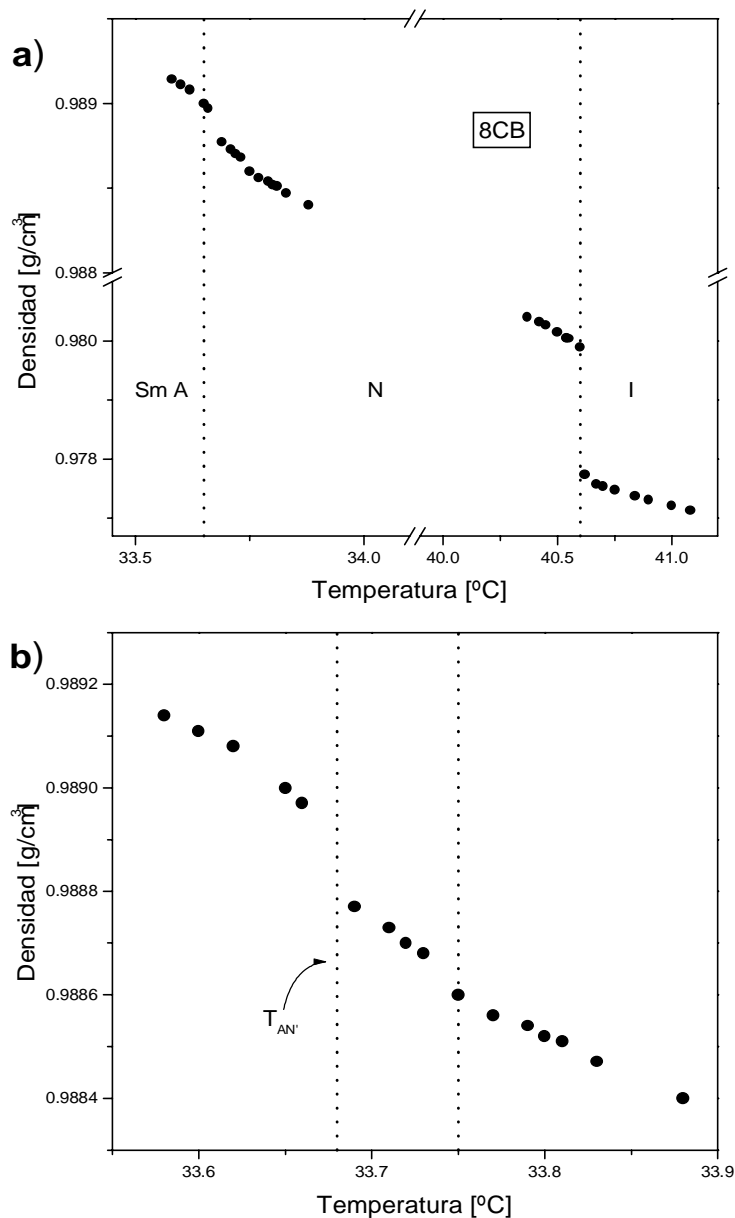 a)
8CB
0.989
0.988
0.980
0.978
Densidad [g/cm³]
Sm A
N
I
33.5
34.0
40.0
40.5
41.0
Temperatura [ºC]
b)
0.9892
0.9890
0.9888
0.9886
0.9884
Densidad [g/cm³]
T_AN'
33.6
33.7
33.8
33.9
Temperatura [ºC]